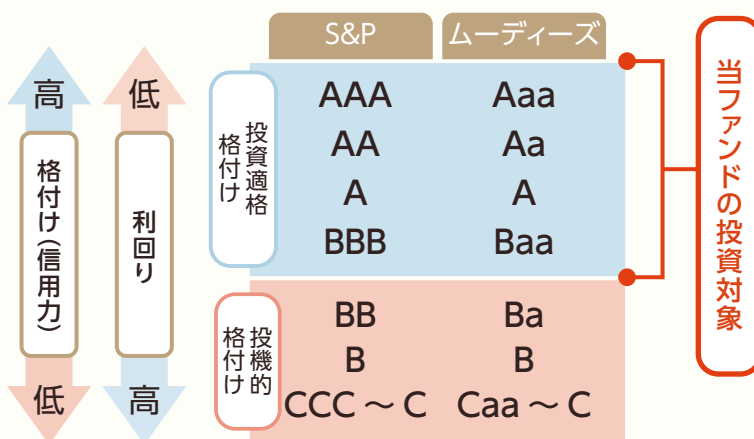 S&P ムーディーズ
高 低
格付け(信用力)
利回り
低 高
投資適格
格付け
AAA Aaa
AA Aa
A A
BBB Baa
投機的
格付け
BB Ba
B B
CCC ~ C Caa ~ C
当ファンドの投資対象